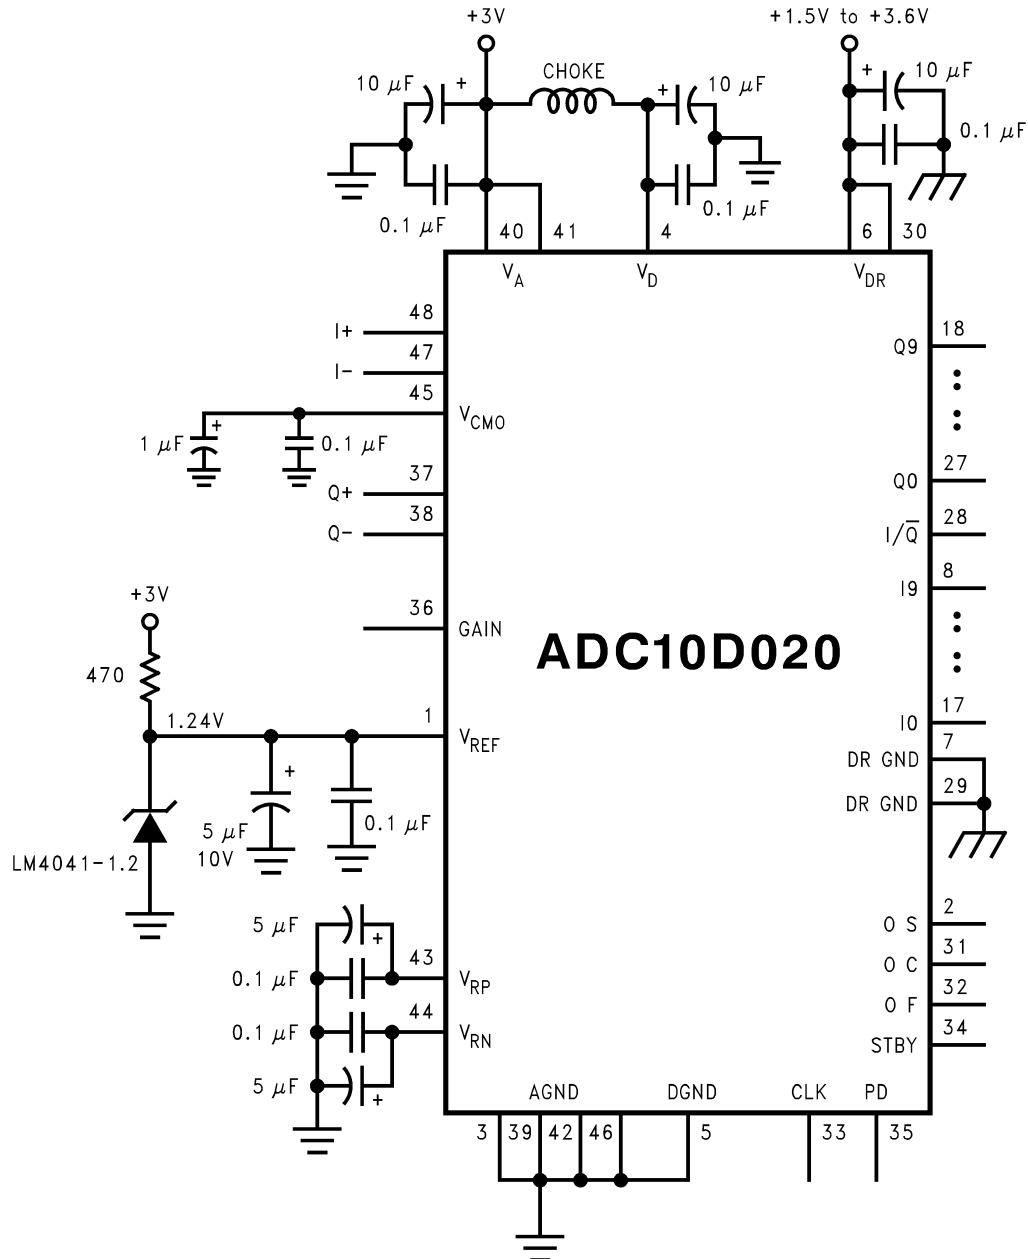 +3V
+1.5V to +3.6V
10 µF
+
CHOKE
+
10 µF
+
10 µF
0.1 µF
0.1 µF
0.1 µF
40
41
4
6
30
V_A
V_D
V_DR
48
I+
18
Q9
47
I-
45
V_CMO
1 µF
+
0.1 µF
37
Q+
27
Q0
38
Q-
28
I/Q̅
8
I9
+3V
36
GAIN
ADC10D020
470
1.24V
1
V_REF
17
I0
7
DR GND
29
DR GND
+
5 µF
10V
0.1 µF
LM4041-1.2
5 µF
+
2
O S
43
0.1 µF
V_RP
31
O C
44
0.1 µF
V_RN
32
O F
34
STBY
5 µF
+
AGND
DGND
CLK
PD
3
39
42
46
5
33
35